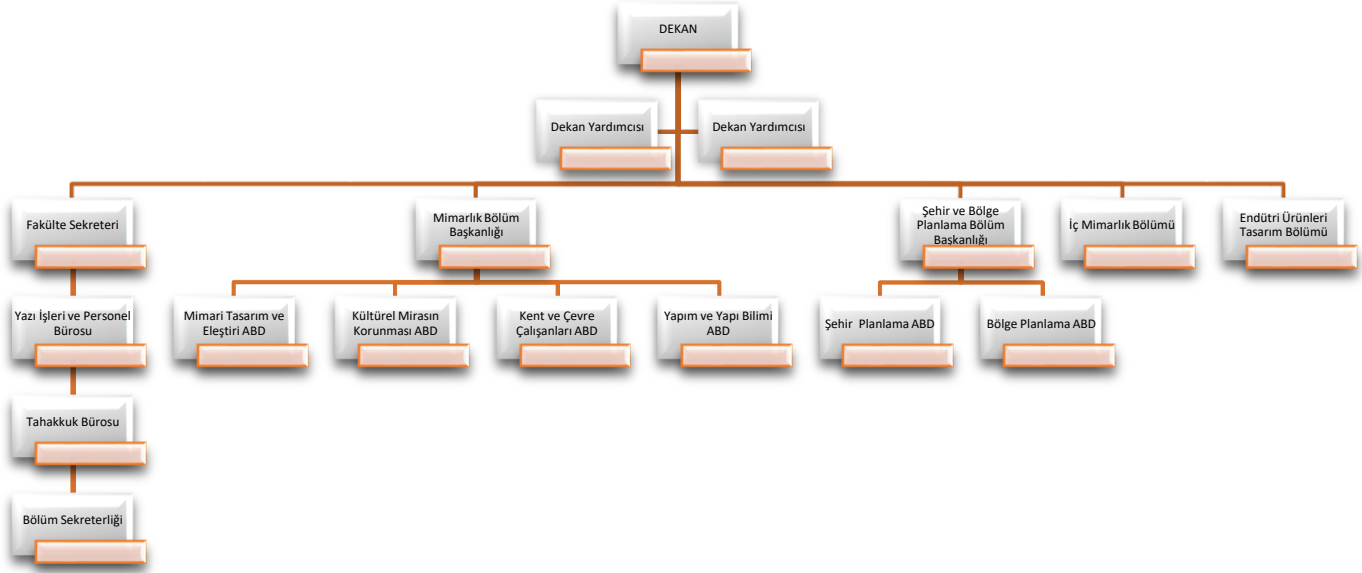 DEKAN
Dekan Yardımcısı
Dekan Yardımcısı
Fakülte Sekreteri
Mimarlık Bölüm
Başkanlığı
Şehir ve Bölge
Planlama Bölüm
Başkanlığı
İç Mimarlık Bölümü
Endütri Ürünleri
Tasarım Bölümü
Yazı İşleri ve Personel
Bürosu
Mimari Tasarım ve
Eleştiri ABD
Kültürel Mirasın
Korunması ABD
Kent ve Çevre
Çalışanları ABD
Yapım ve Yapı Bilimi
ABD
Şehir Planlama ABD
Bölge Planlama ABD
Tahakkuk Bürosu
Bölüm Sekreterliği